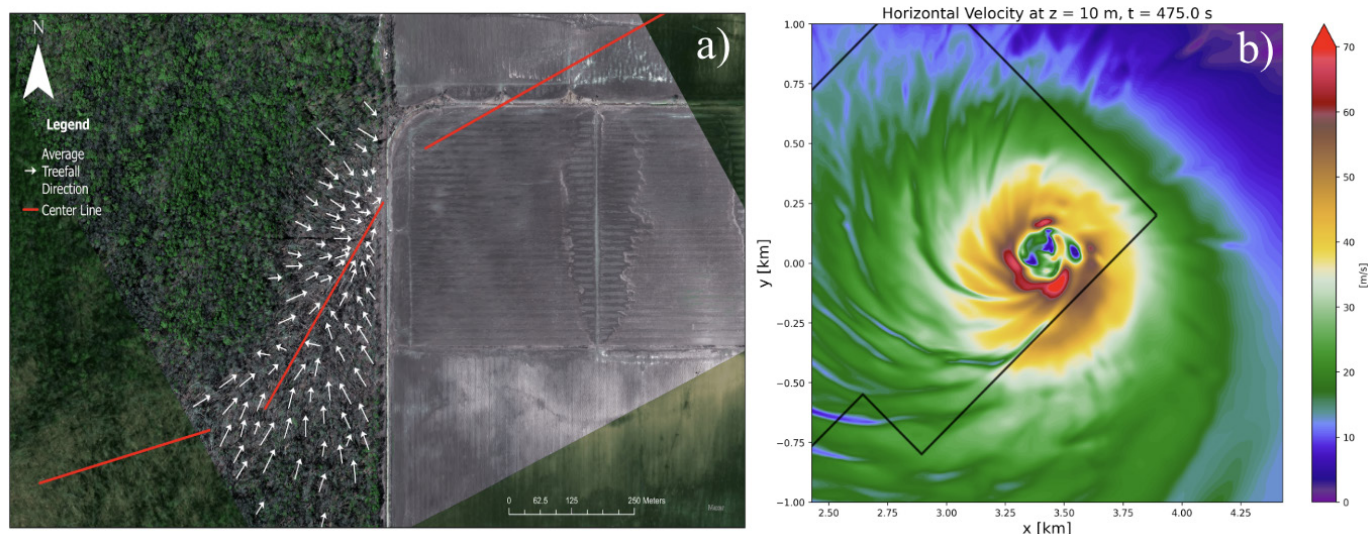 N
a)
Legend
Average
Treefall
Direction
Center Line
0 62.5 125 250 Meters
Horizontal Velocity at z = 10 m, t = 475.0 s
b)
y [km]
1.00
0.75
0.50
0.25
0.00
−0.25
−0.50
−0.75
−1.00
2.50 2.75 3.00 3.25 3.50 3.75 4.00 4.25
x [km]
70
60
50
40
30
20
10
0
[m/s]